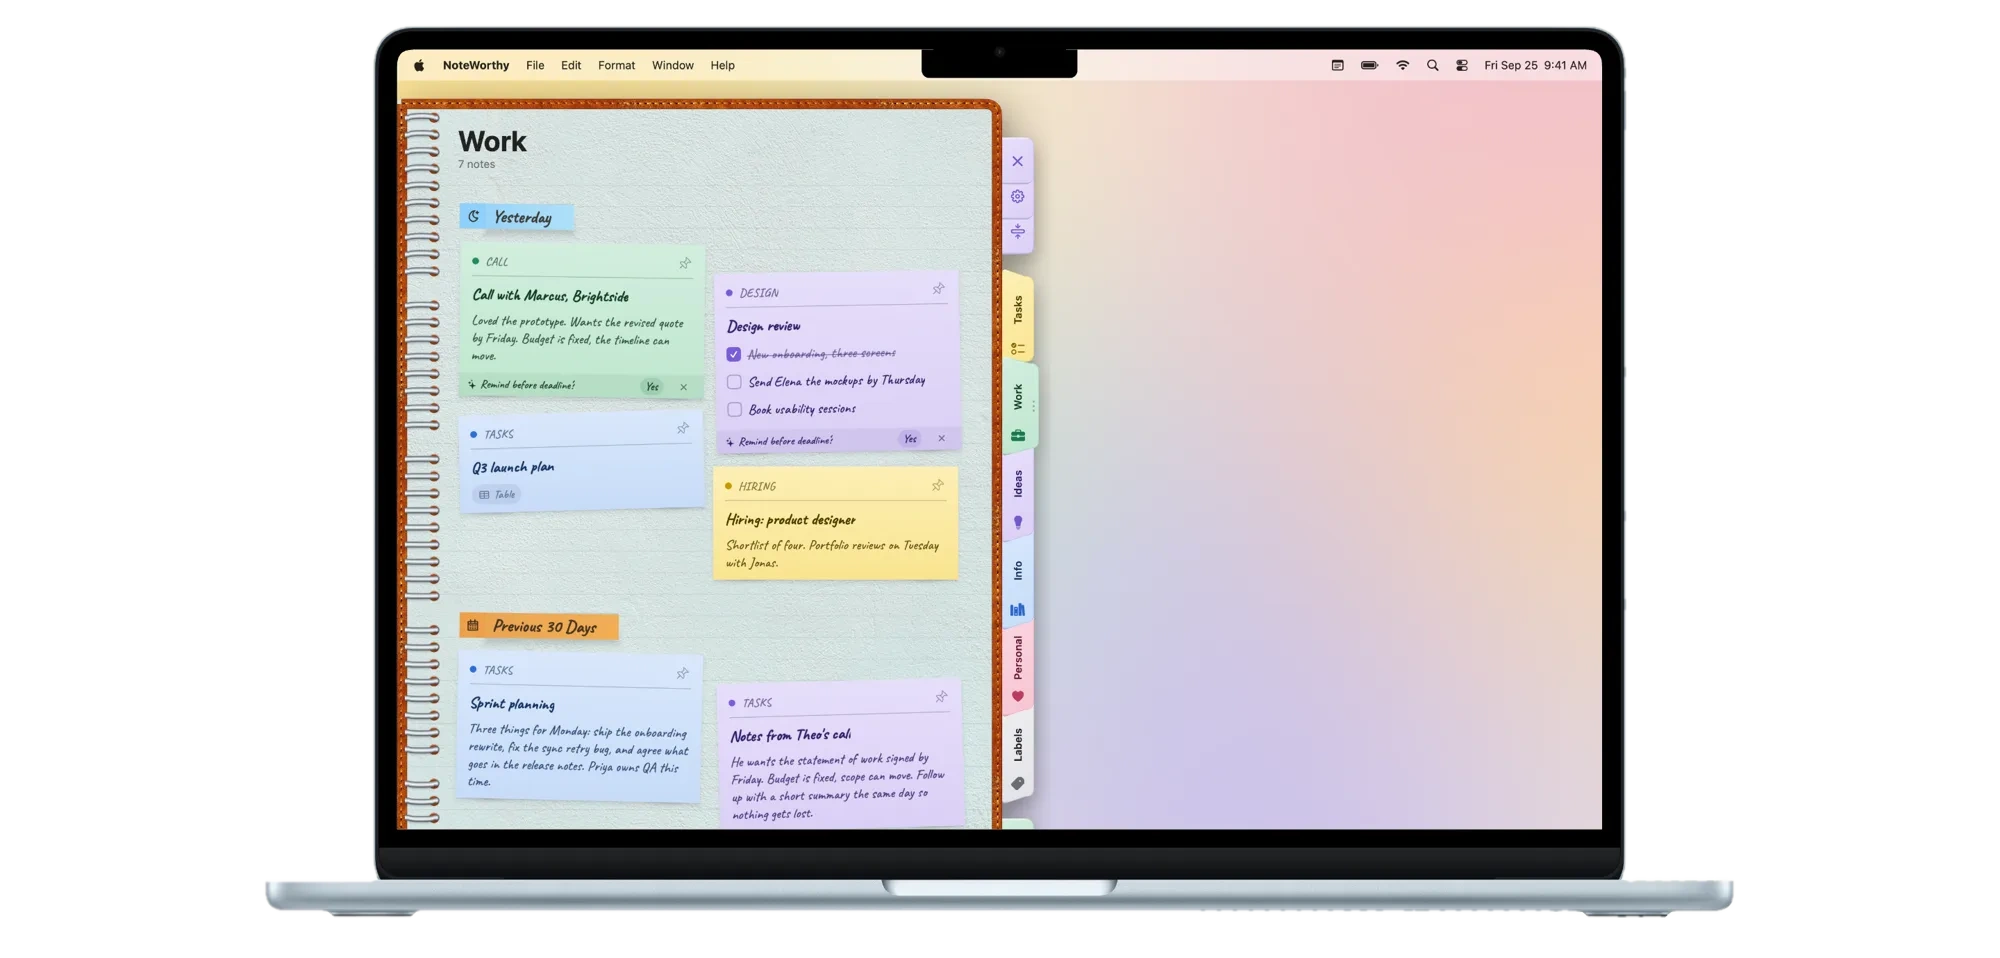 NoteWorthy File Edit Format Window Help
Fri Sep 25 9:41 AM
Work
7 notes
Yesterday
CALL
Call with Marcus, Brightside
Loved the prototype. Wants the revised quote
by Friday. Budget is fixed, the timeline can
move.
Remind before deadline? Yes
DESIGN
Design review
New onboarding, three screens
Send Elena the mockups by Thursday
Book usability sessions
Remind before deadline? Yes
TASKS
Q3 launch plan
Table
HIRING
Hiring: product designer
Shortlist of four. Portfolio reviews on Tuesday
with Jonas.
Previous 30 Days
TASKS
Sprint planning
Three things for Monday: ship the onboarding
rewrite, fix the sync retry bug, and agree what
goes in the release notes. Priya owns QA this
time.
TASKS
Notes from Theo's call
He wants the statement of work signed by
Friday. Budget is fixed, scope can move. Follow
up with a short summary the same day so
nothing gets lost.
Tasks
Work
Ideas
Info
Personal
Labels